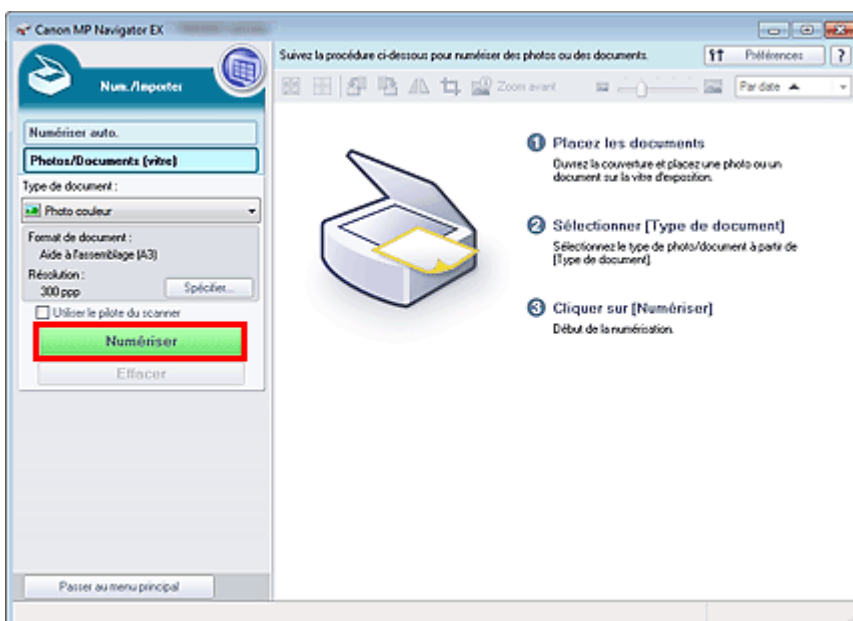 Canon MP Navigator EX
Num./Importer
Suivez la procédure ci-dessous pour numériser des photos ou des documents.
Préférences
?
Zoom avant
Par date
Numériser auto.
Photos/Documents (vitre)
Type de document :
Photo couleur
Format de document :
Aide à l'assemblage (A3)
Résolution :
300 ppp
Spécifier...
Utiliser le pilote du scanner
Numériser
Effacer
Passer au menu principal
1 Placez les documents
Ouvrez la couverture et placez une photo ou un
document sur la vitre d'exposition.
2 Sélectionner [Type de document]
Sélectionnez le type de photo/document à partir de
[Type de document]
3 Cliquer sur [Numériser]
Début de la numérisation.